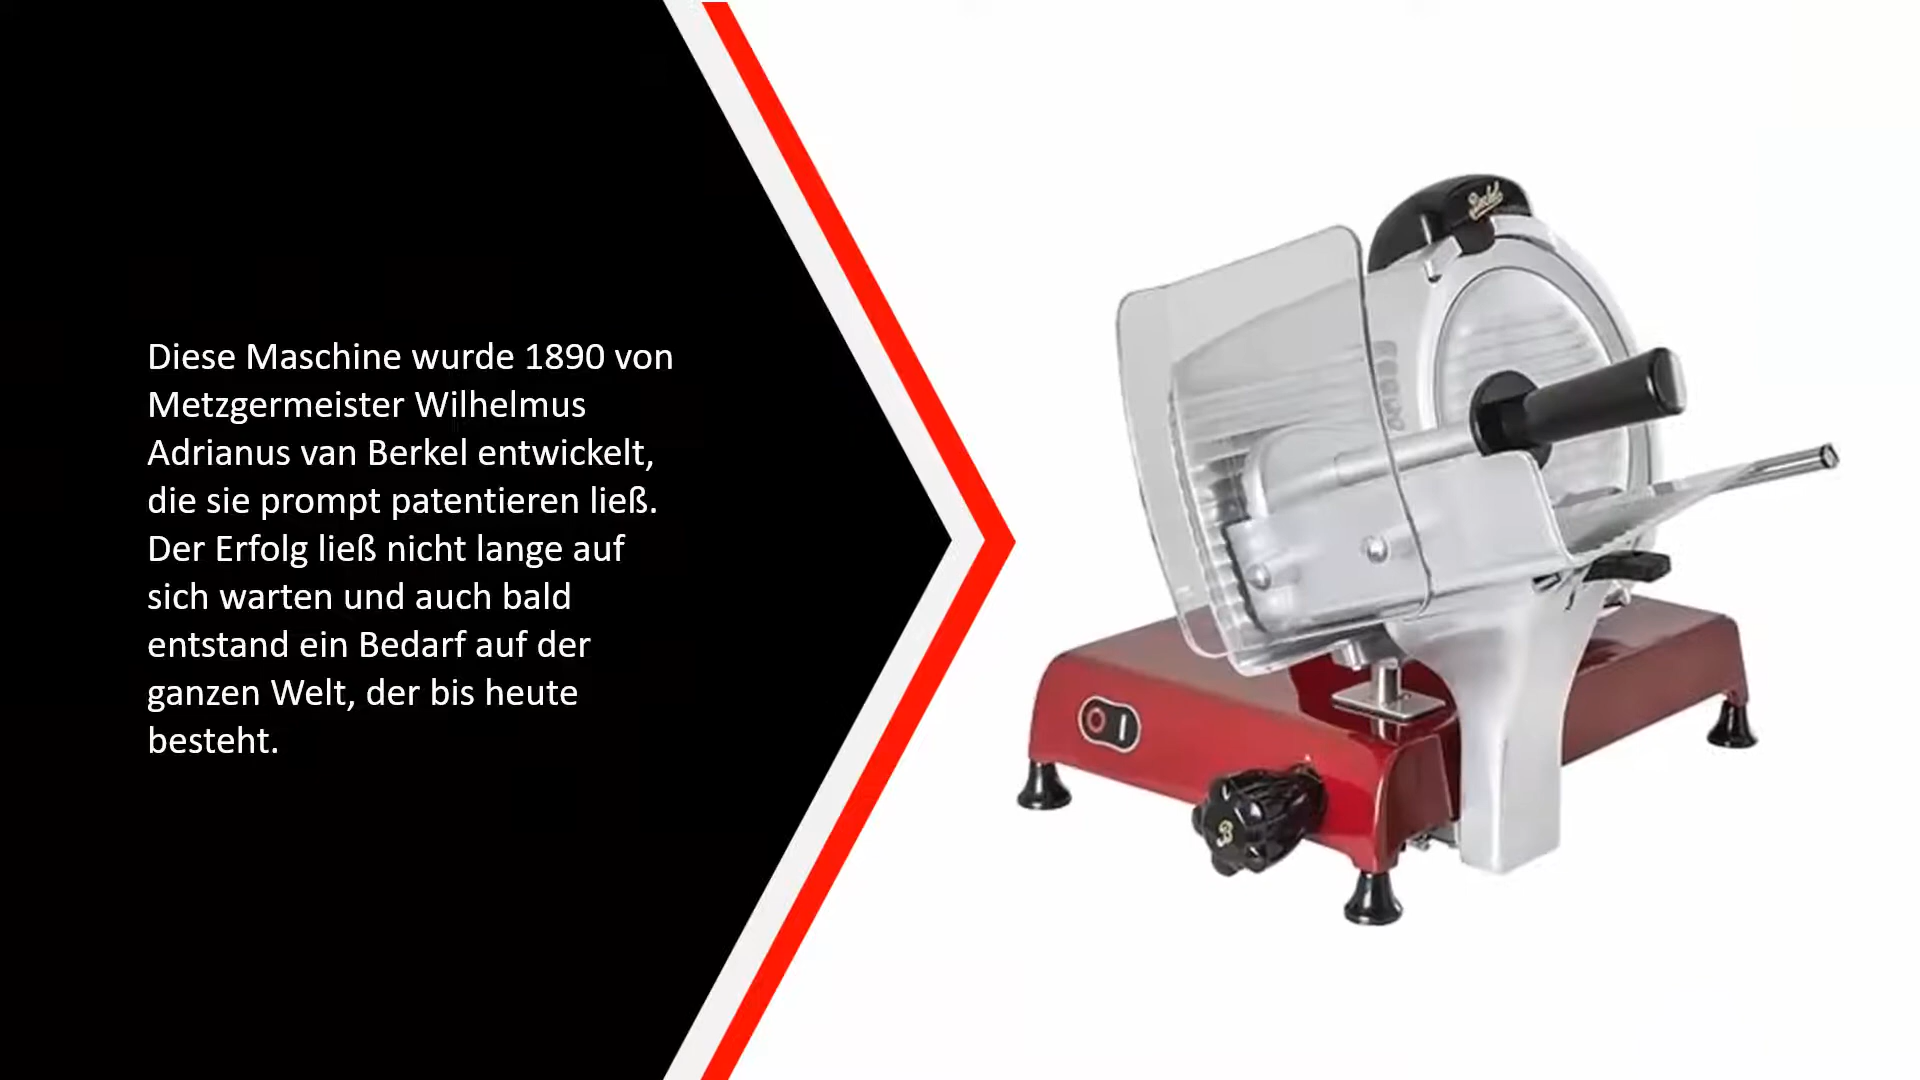 Diese Maschine wurde 1890 von
Metzgermeister Wilhelmus
Adrianus van Berkel entwickelt,
die sie prompt patentieren ließ.
Der Erfolg ließ nicht lange auf
sich warten und auch bald
entstand ein Bedarf auf der
ganzen Welt, der bis heute
besteht.
Berkel
B